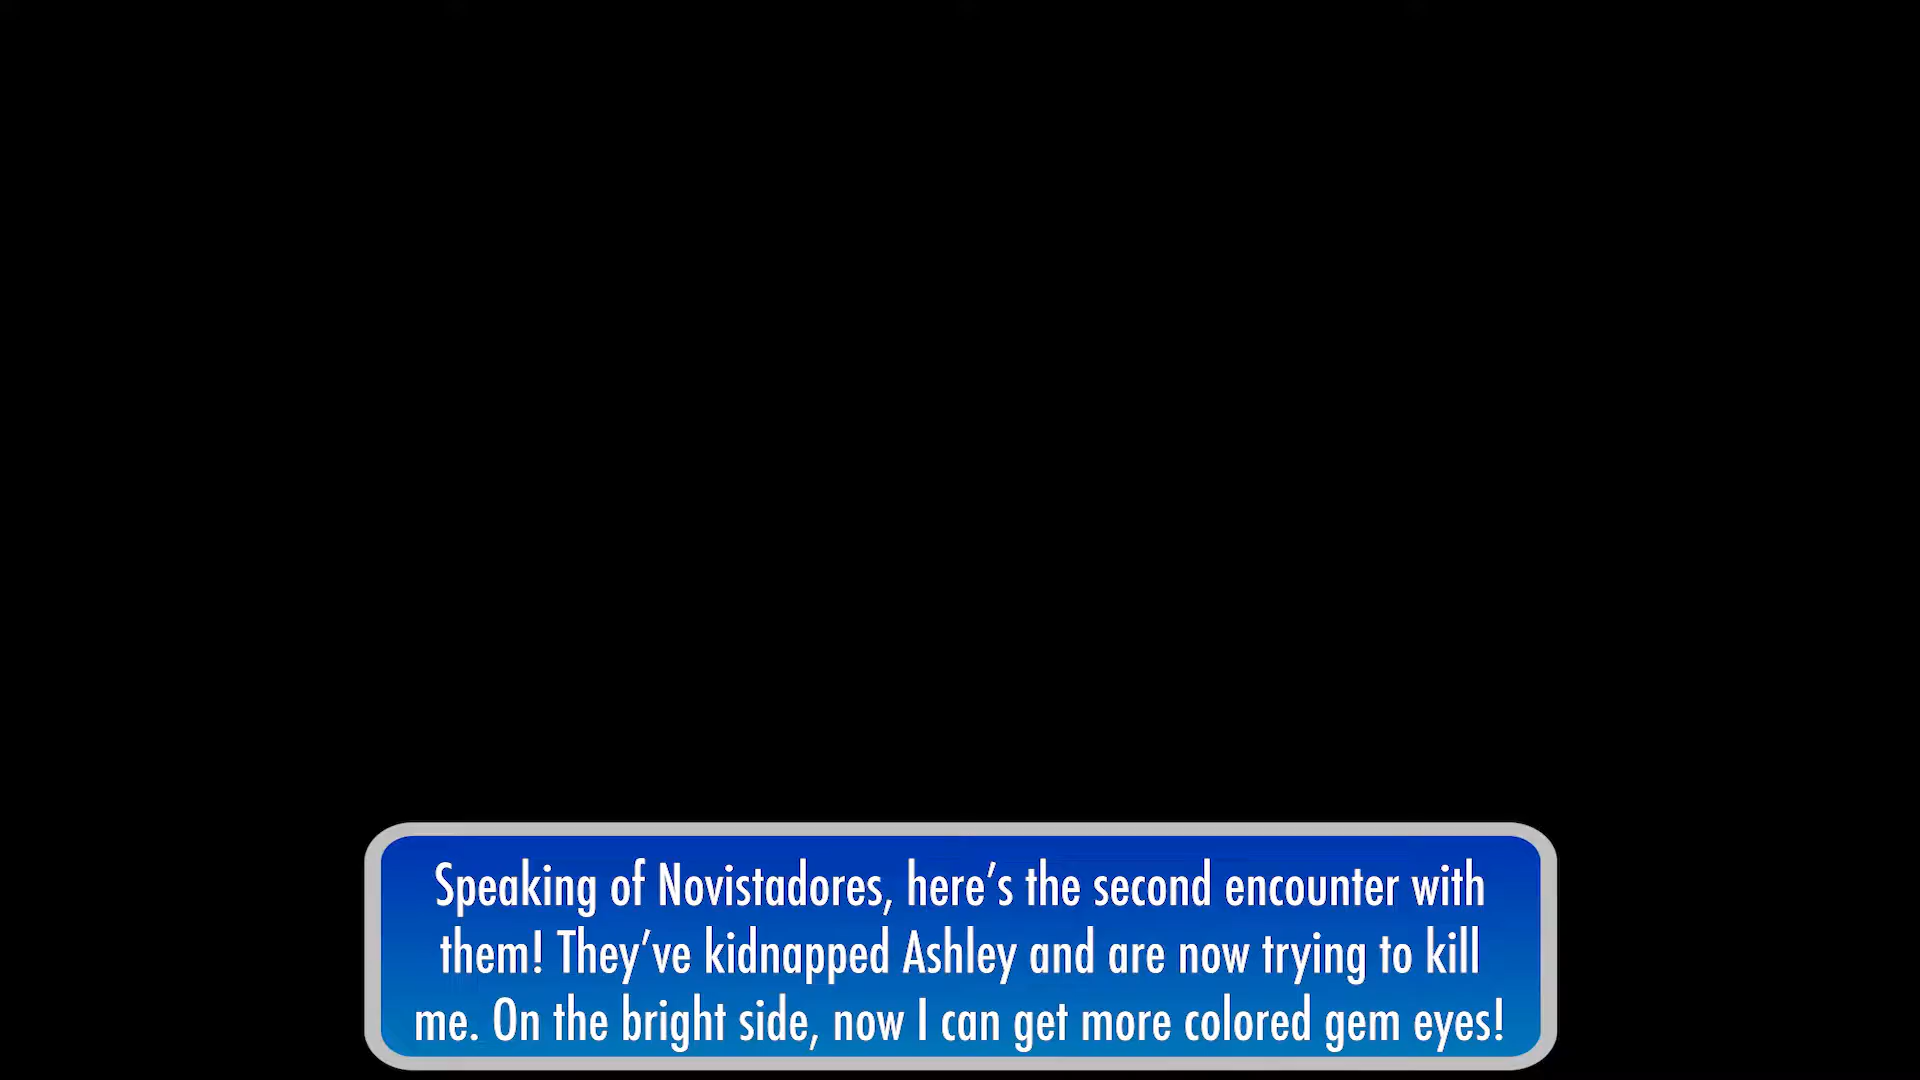 Speaking of Novistadores, here’s the second encounter with
them! They’ve kidnapped Ashley and are now trying to kill
me. On the bright side, now I can get more colored gem eyes!